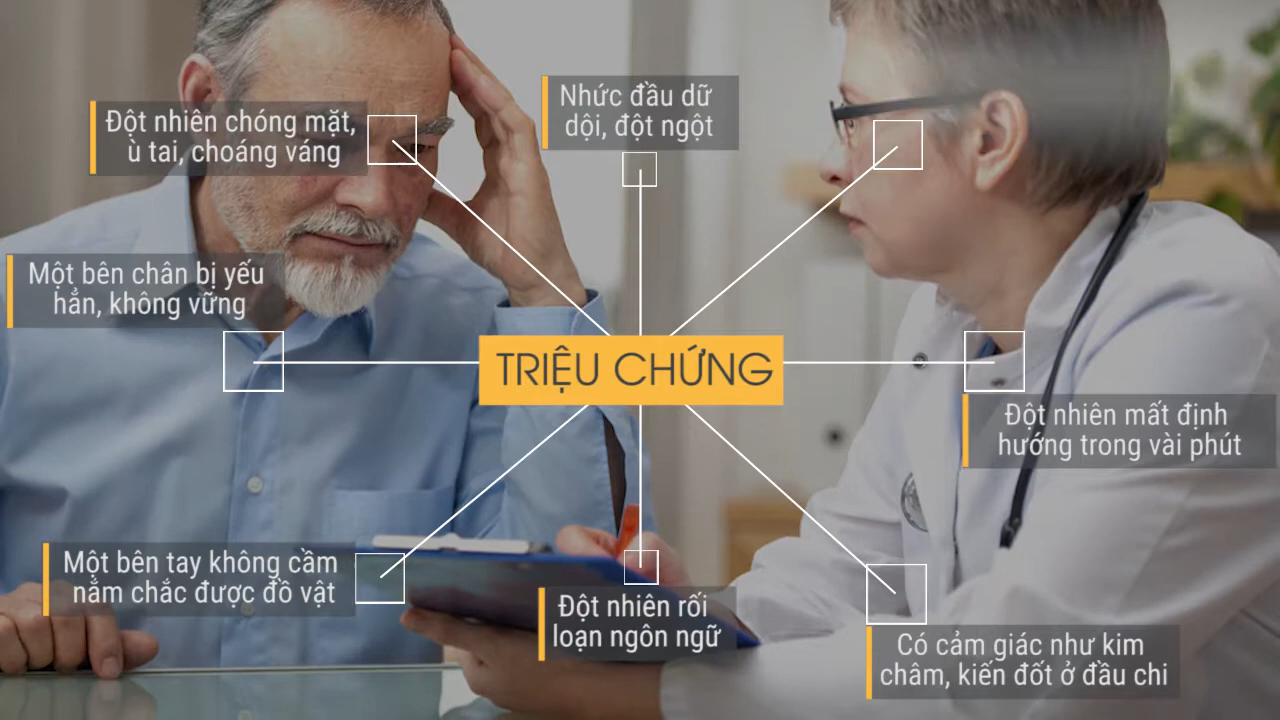 Đột nhiên chóng mặt,
ù tai, choáng váng
Nhức đầu dữ
dội, đột ngột
Một bên chân bị yếu
hẳn, không vững
TRIỆU CHỨNG
Đột nhiên mất định
hướng trong vài phút
Một bên tay không cầm
nắm chắc được đồ vật
Đột nhiên rối
loạn ngôn ngữ
Có cảm giác như kim
châm, kiến đốt ở đầu chi